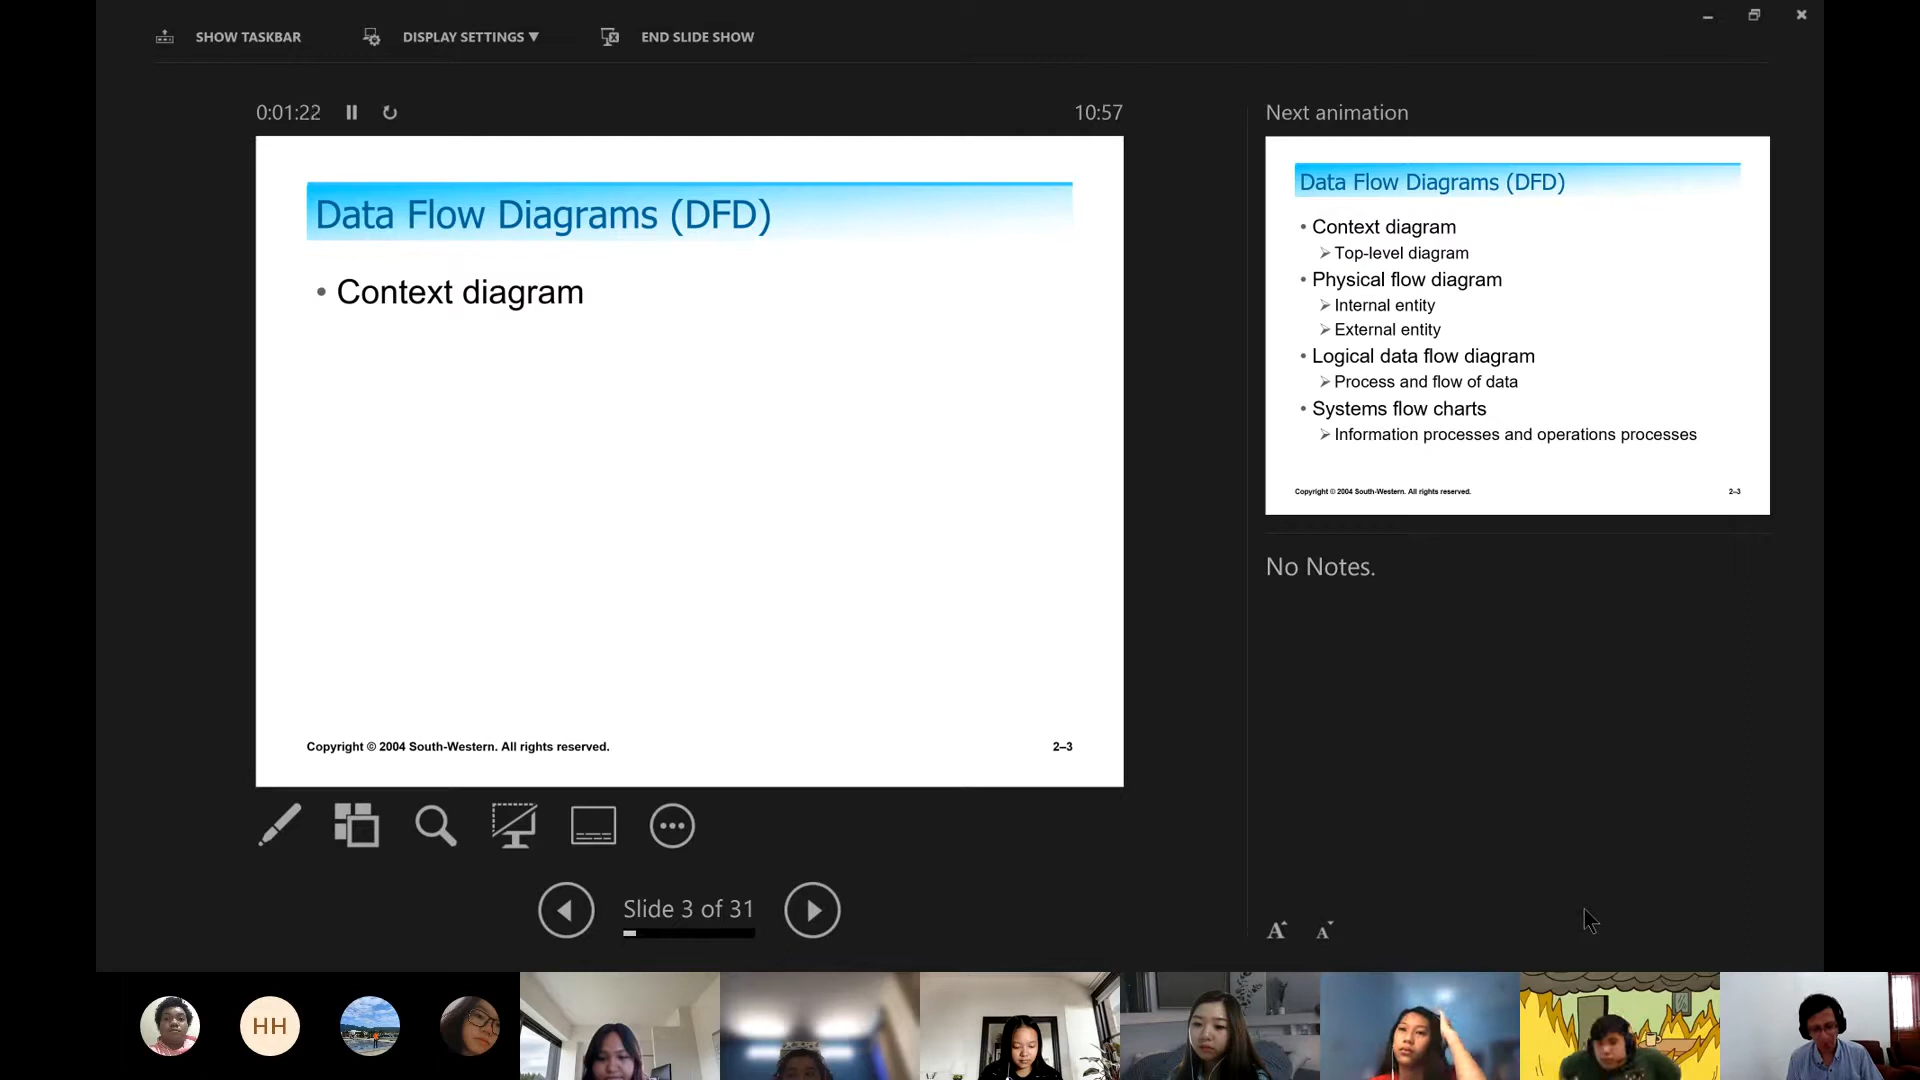 SHOW TASKBAR
DISPLAY SETTINGS ▼
END SLIDE SHOW
0:01:22
10:57
Data Flow Diagrams (DFD)
• Context diagram
Copyright © 2004 South-Western. All rights reserved.
2–3
Slide 3 of 31
Next animation
Data Flow Diagrams (DFD)
• Context diagram
➢ Top-level diagram
• Physical flow diagram
➢ Internal entity
➢ External entity
• Logical data flow diagram
➢ Process and flow of data
• Systems flow charts
➢ Information processes and operations processes
Copyright © 2004 South-Western. All rights reserved.
2–3
No Notes.
A A
HH